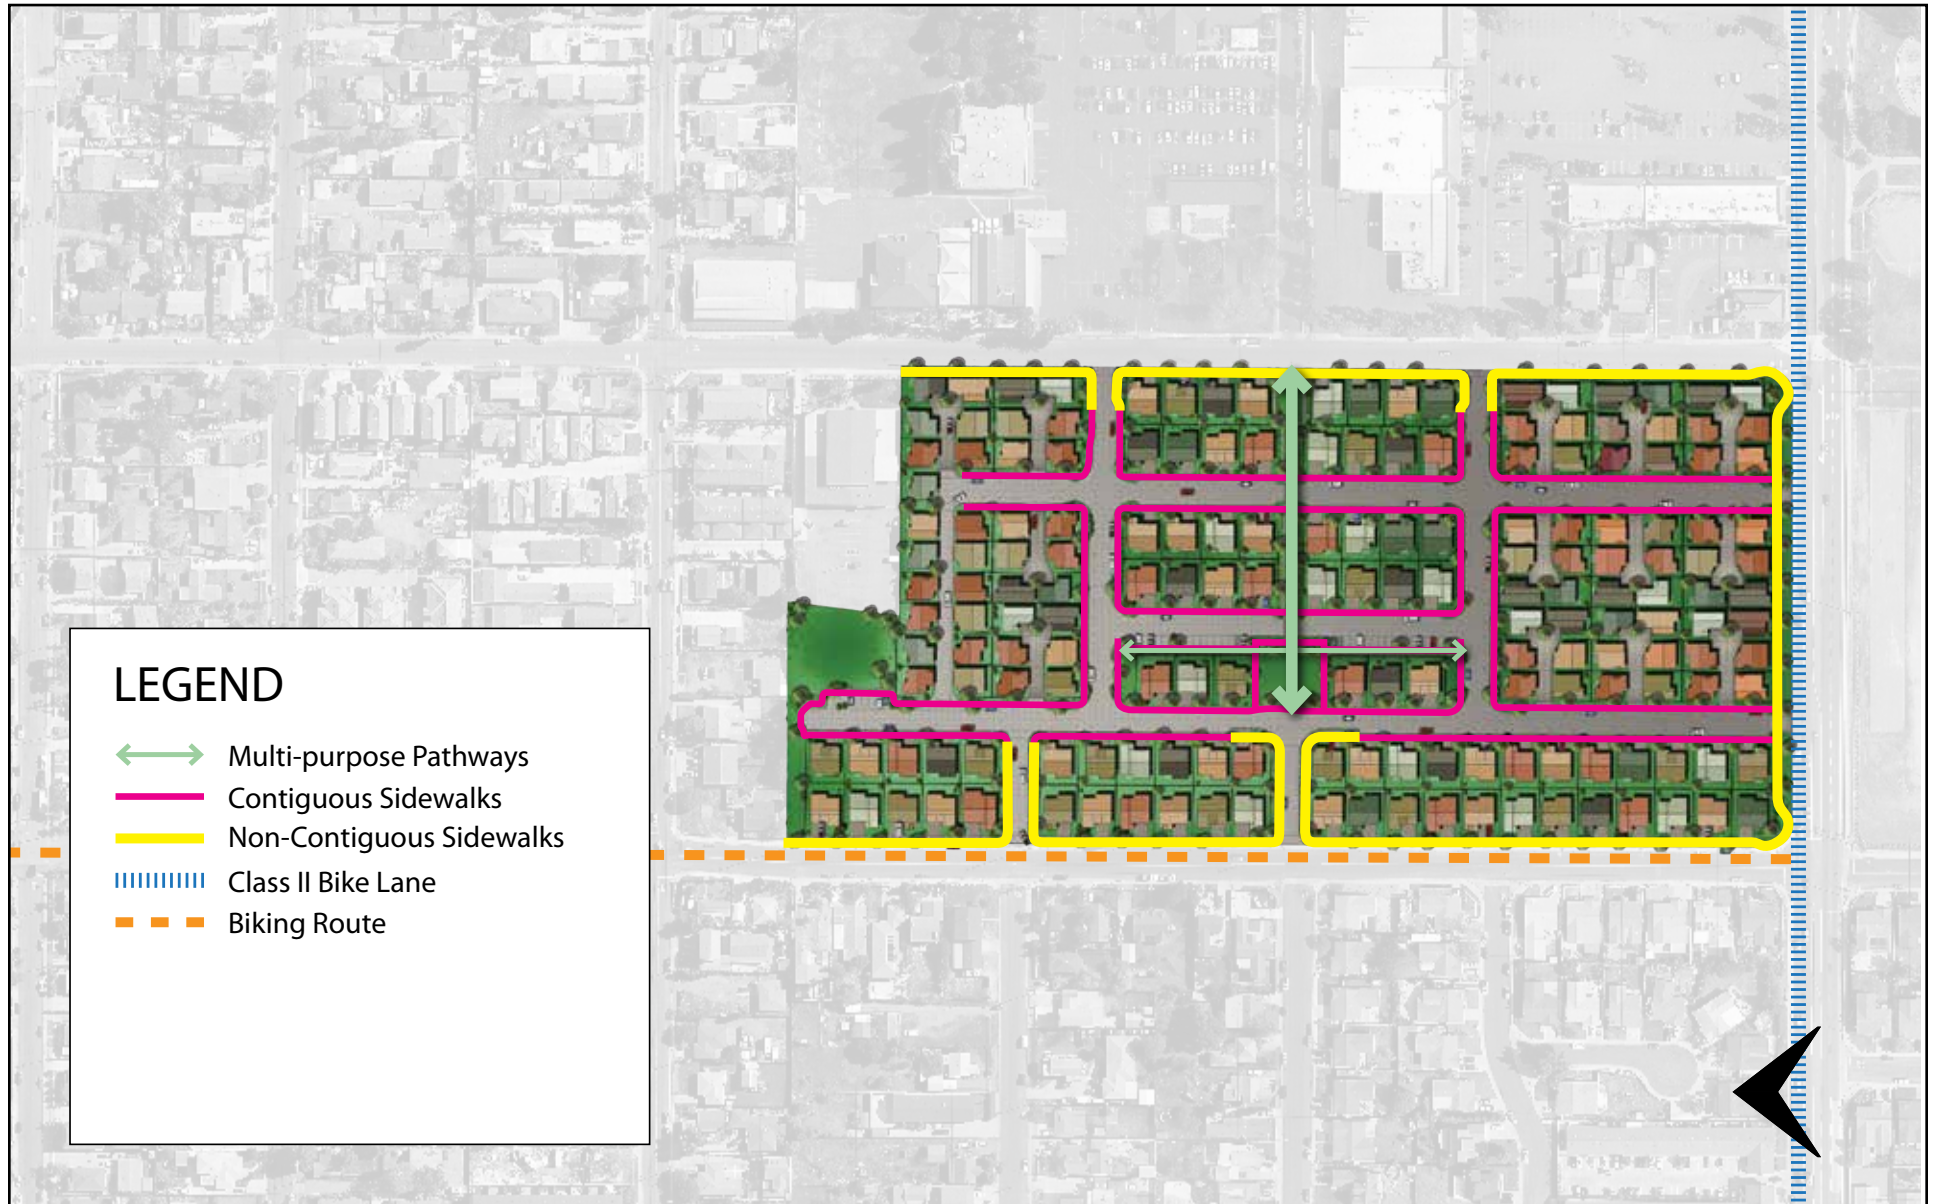 LEGEND
Multi-purpose Pathways
Contiguous Sidewalks
Non-Contiguous Sidewalks
Class II Bike Lane
Biking Route